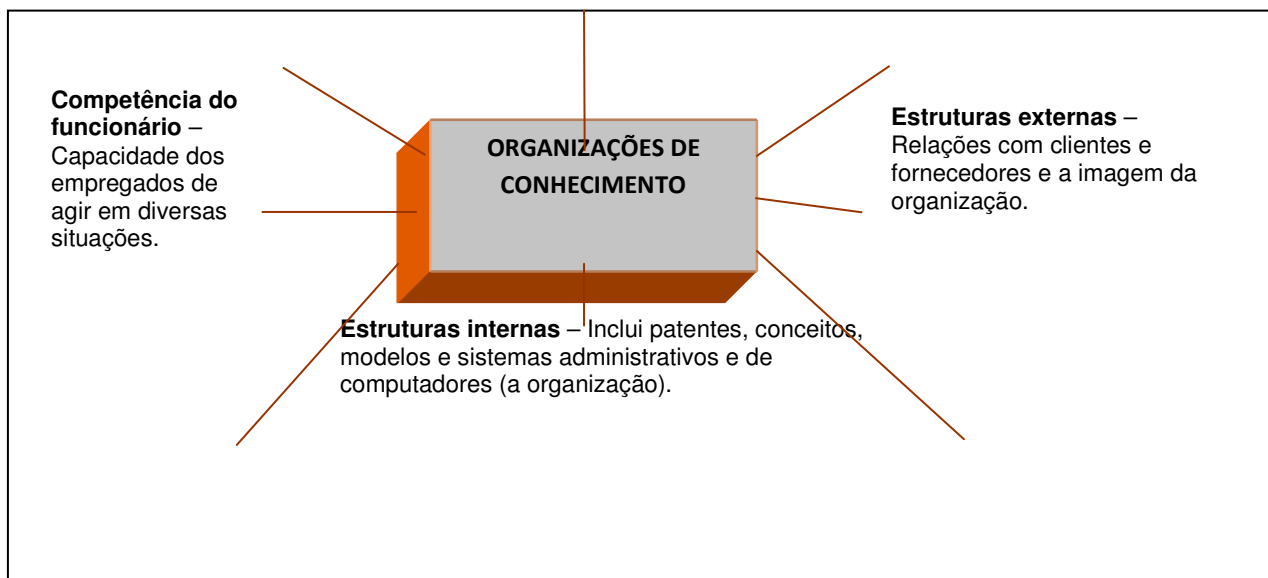 Competência do
funcionário –
Capacidade dos
empregados de
agir em diversas
situações.
ORGANIZAÇÕES DE
CONHECIMENTO
Estruturas externas –
Relações com clientes e
fornecedores e a imagem da
organização.
Estruturas internas – Inclui patentes, conceitos,
modelos e sistemas administrativos e de
computadores (a organização).